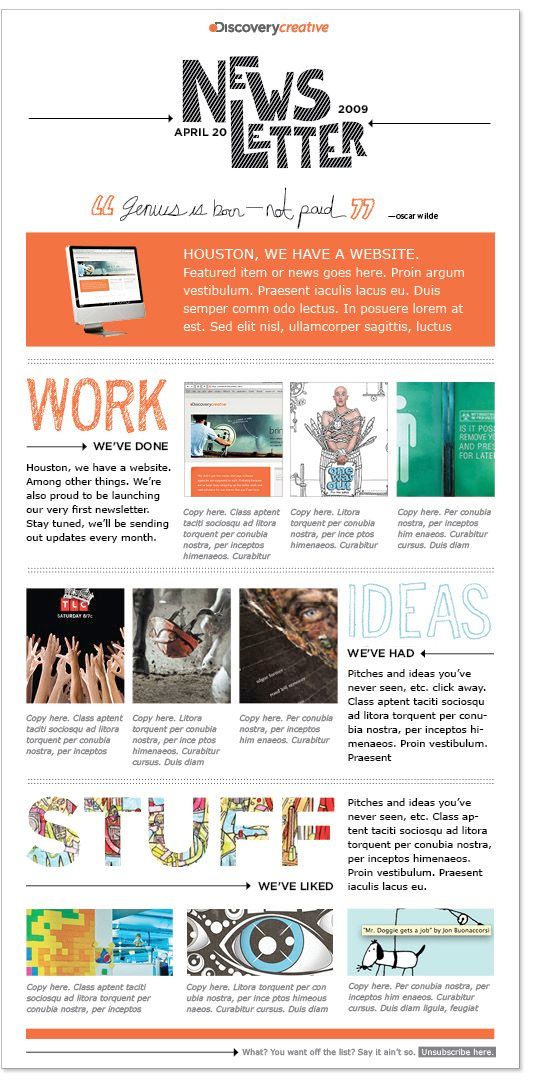 Discoverycreative
NEWS
LETTER
APRIL 20
2009
“ Genius is born—not paid ”
—oscar wilde
HOUSTON, WE HAVE A WEBSITE.
Featured item or news goes here. Proin argum
vestibulum. Praesent iaculis lacus eu. Duis
semper comm odo lectus. In posuere lorem at
est. Sed elit nisl, ullamcorper sagittis, luctus
WORK
WE'VE DONE
Houston, we have a website.
Among other things. We're
also proud to be launching
our very first newsletter.
Stay tuned, we'll be sending
out updates every month.
Discoverycreative
Copy here. Class aptent
taciti sociosqu ad litora
torquent per conubia
nostra, per inceptos
himenaeos. Curabitur
one
way
out
Copy here. Litora
torquent per conubia
nostra, per ince ptos
himenaeos. Curabitur
IS IT POSS
REMOVE YO
AND PRES
FOR LATE
Copy here. Per conubia
nostra, per inceptos
him enaeos. Curabitur
cursus. Duis diam
TLC
SATURDAY 8/7c
Copy here. Class aptent
taciti sociosqu ad litora
torquent per conubia
nostra, per inceptos
Copy here. Litora
torquent per conubia
nostra, per ince ptos
himenaeos. Curabitur
cursus. Duis diam
Copy here. Per conubia
nostra, per inceptos
him enaeos. Curabitur
IDEAS
WE'VE HAD
Pitches and ideas you've
never seen, etc. click away.
Class aptent taciti sociosqu
ad litora torquent per conu-
bia nostra, per inceptos hi-
menaeos. Proin vestibulum.
Praesent
STUFF
WE'VE LIKED
Pitches and ideas you've
never seen, etc. Class ap-
tent taciti sociosqu ad litora
torquent per conubia nostra,
per inceptos himenaeos.
Proin vestibulum. Praesent
iaculis lacus eu.
Copy here. Class aptent taciti
sociosqu ad litora torquent per
conubia nostra, per inceptos
Copy here. Litora torquent per con
ubia nostra, per ince ptos himeous
naeos. Curabitur cursus. Duis diam
"Mr. Doggie gets a job" by Jon Buonaccorsi
Copy here. Per conubia nostra, per
inceptos him enaeos. Curabitur
cursus. Duis diam ligula, feugiat
What? You want off the list? Say it ain't so. Unsubscribe here.